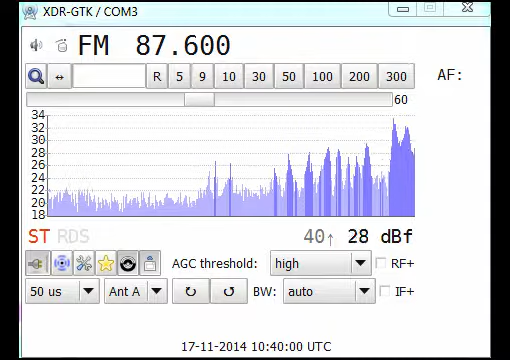 XDR-GTK / COM3
FM 87.600
↔ R 5 9 10 30 50 100 200 300 AF:
60
34
32
30
28
26
24
22
20
18
ST RDS 40↑ 28 dBf
AGC threshold: high RF+
50 us Ant A ↻ ↺ BW: auto IF+
17-11-2014 10:40:00 UTC